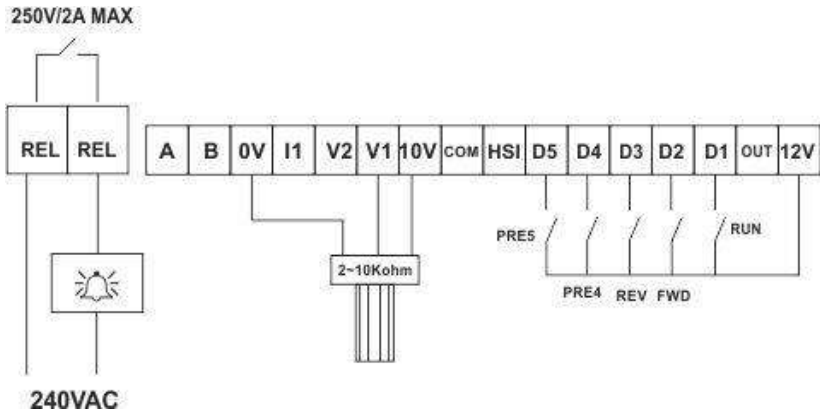 250V/2A MAX
REL REL A B 0V I1 V2 V1 10V COM HSI D5 D4 D3 D2 D1 OUT 12V
PRE5 RUN
2~10Kohm
PRE4 REV FWD
240VAC